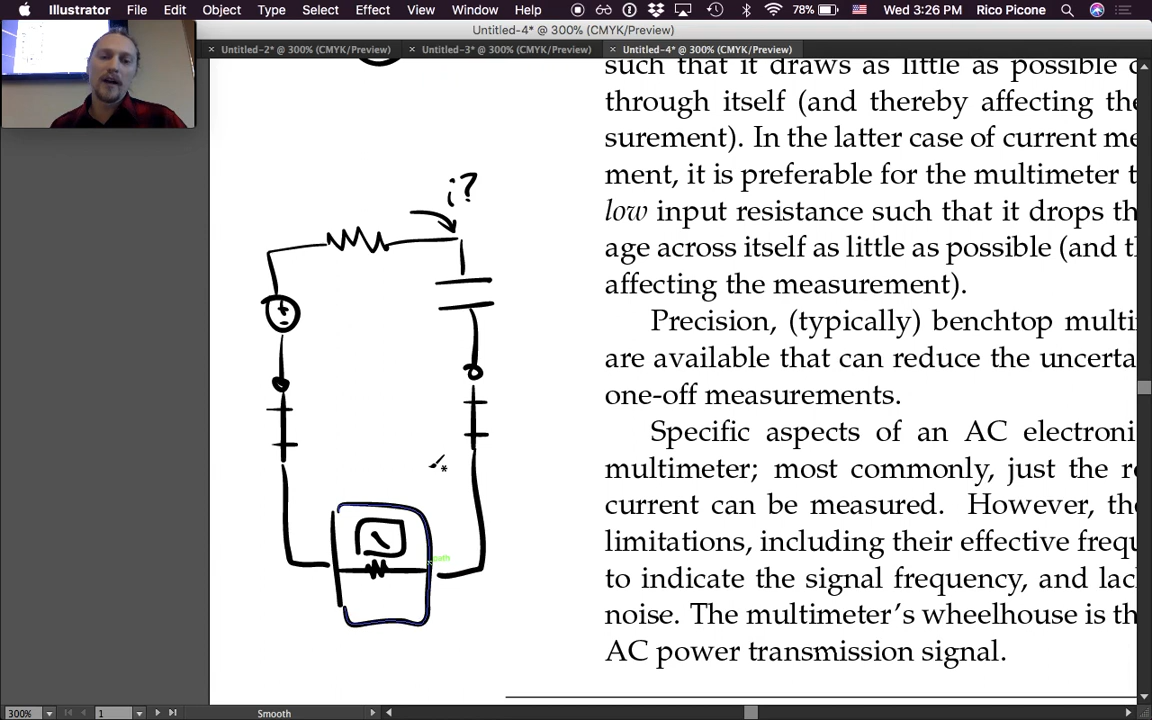 Illustrator File Edit Object Type Select Effect View Window Help 78% Wed 3:26 PM Rico Picone
Untitled-4* @ 300% (CMYK/Preview)
Untitled-2* @ 300% (CMYK/Preview) Untitled-3* @ 300% (CMYK/Preview) Untitled-4* @ 300% (CMYK/Preview)
such that it draws as little as possible
through itself (and thereby affecting the
surement). In the latter case of current me
ment, it is preferable for the multimeter t
low input resistance such that it drops th
age across itself as little as possible (and t
affecting the measurement).
Precision, (typically) benchtop multi
are available that can reduce the uncerta
one-off measurements.
Specific aspects of an AC electroni
multimeter; most commonly, just the r
current can be measured. However, the
limitations, including their effective frequ
to indicate the signal frequency, and lac
noise. The multimeter's wheelhouse is th
AC power transmission signal.
i?
+
-
path
300% 1 Smooth